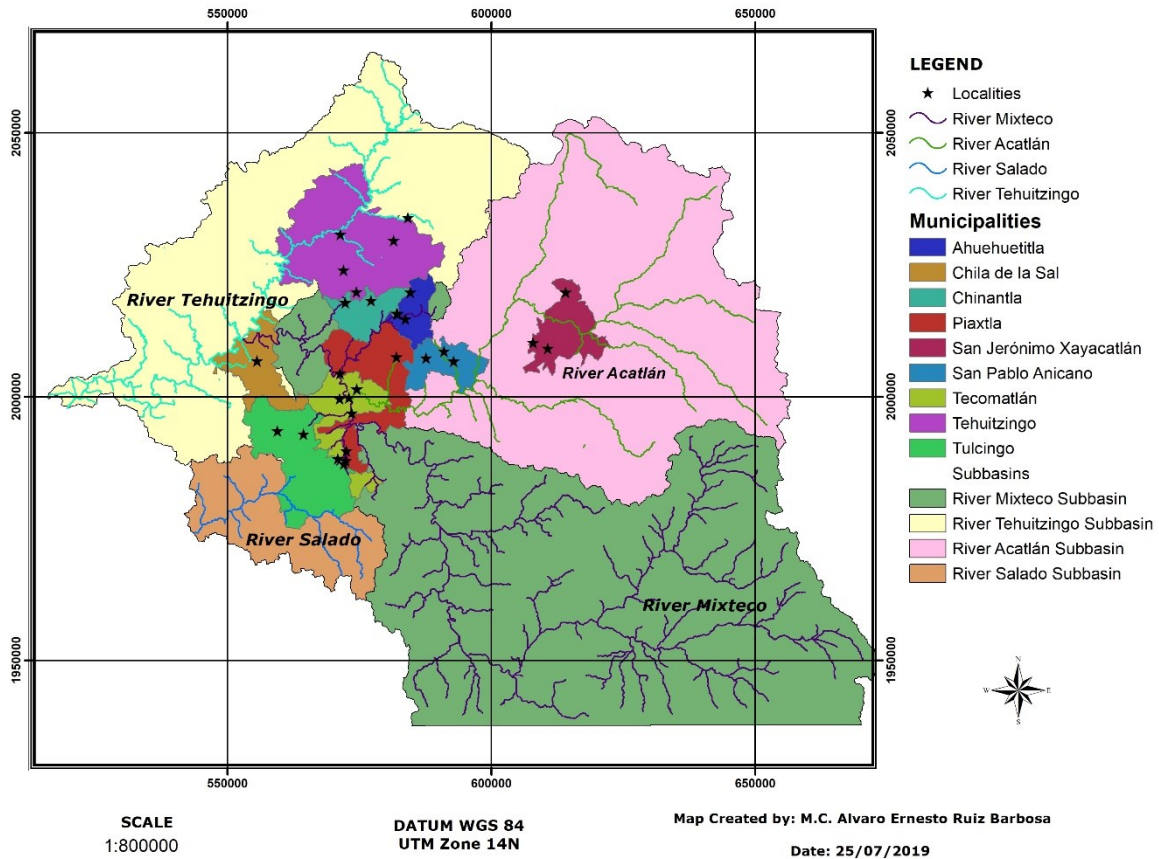 550000
600000
650000
2050000
2050000
2000000
2000000
1950000
1950000
River Tehuitzingo
River Acatlán
River Salado
River Mixteco
550000
600000
650000
LEGEND
Localities
River Mixteco
River Acatlán
River Salado
River Tehuitzingo
Municipalities
Ahuehuetitla
Chila de la Sal
Chinantla
Piaxtla
San Jerónimo Xayacatlán
San Pablo Anicano
Tecomatlán
Tehuitzingo
Tulcingo
Subbasins
River Mixteco Subbasin
River Tehuitzingo Subbasin
River Acatlán Subbasin
River Salado Subbasin
N
W
E
S
SCALE
1:800000
DATUM WGS 84
UTM Zone 14N
Map Created by: M.C. Alvaro Ernesto Ruiz Barbosa
Date: 25/07/2019